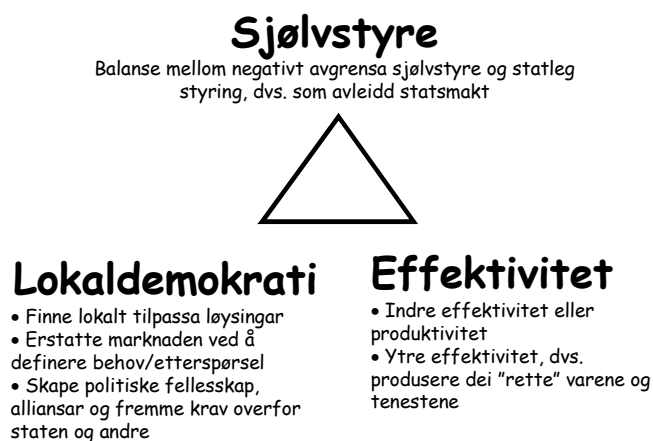 Sjølvstyre
Balanse mellom negativt avgrensa sjølvstyre og statleg
styring, dvs. som avleidd statsmakt
Lokaldemokrati
• Finne lokalt tilpassa løysingar
• Erstatte marknaden ved å
definere behov/etterspørsel
• Skape politiske fellesskap,
alliansar og fremme krav overfor
staten og andre
Effektivitet
• Indre effektivitet eller
produktivitet
• Ytre effektivitet, dvs.
produsere dei ”rette” varene og
tenestene